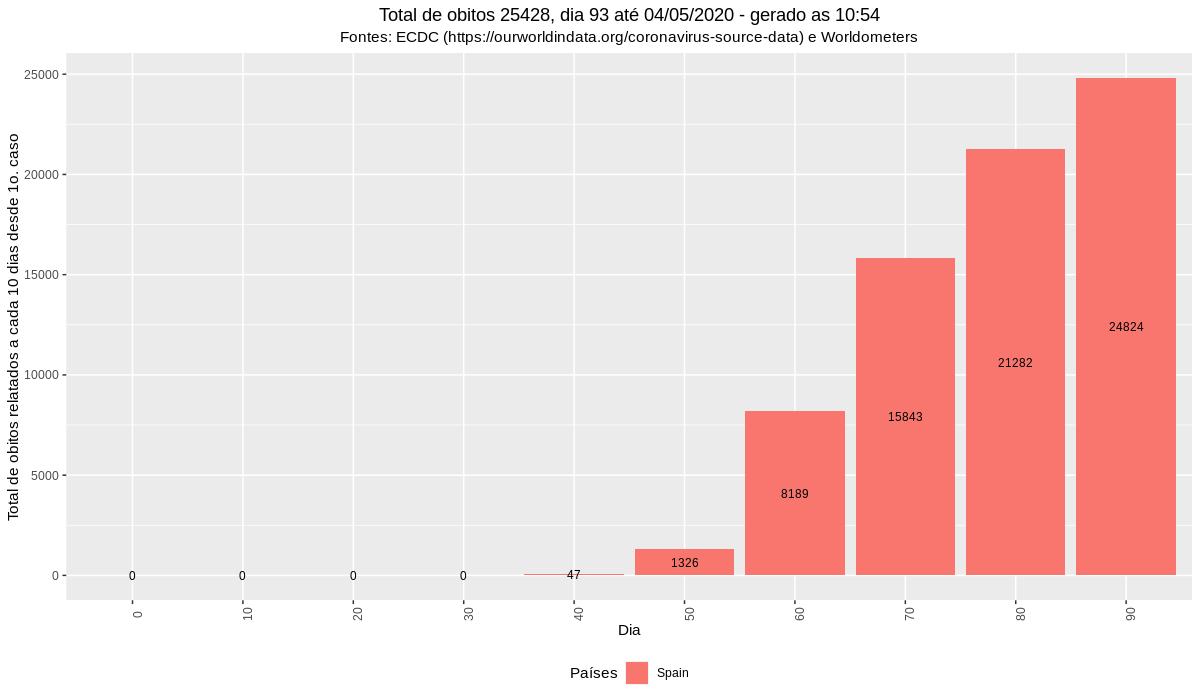 Total de obitos 25428, dia 93 até 04/05/2020 - gerado as 10:54
Fontes: ECDC (https://ourworldindata.org/coronavirus-source-data) e Worldometers
Total de obitos relatados a cada 10 dias desde 1o. caso
25000
20000
15000
10000
5000
0
0 0 0 0 47 1326 8189 15843 21282 24824
0 10 20 30 40 50 60 70 80 90
Dia
Países Spain